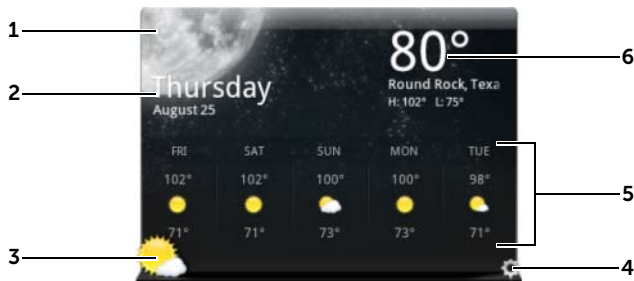 1
80°
6
Thursday
2
August 25
Round Rock, Texa
H: 102° L: 75°
FRI SAT SUN MON TUE
102° 102° 100° 100° 98°
5
71° 71° 73° 73° 71°
3
4